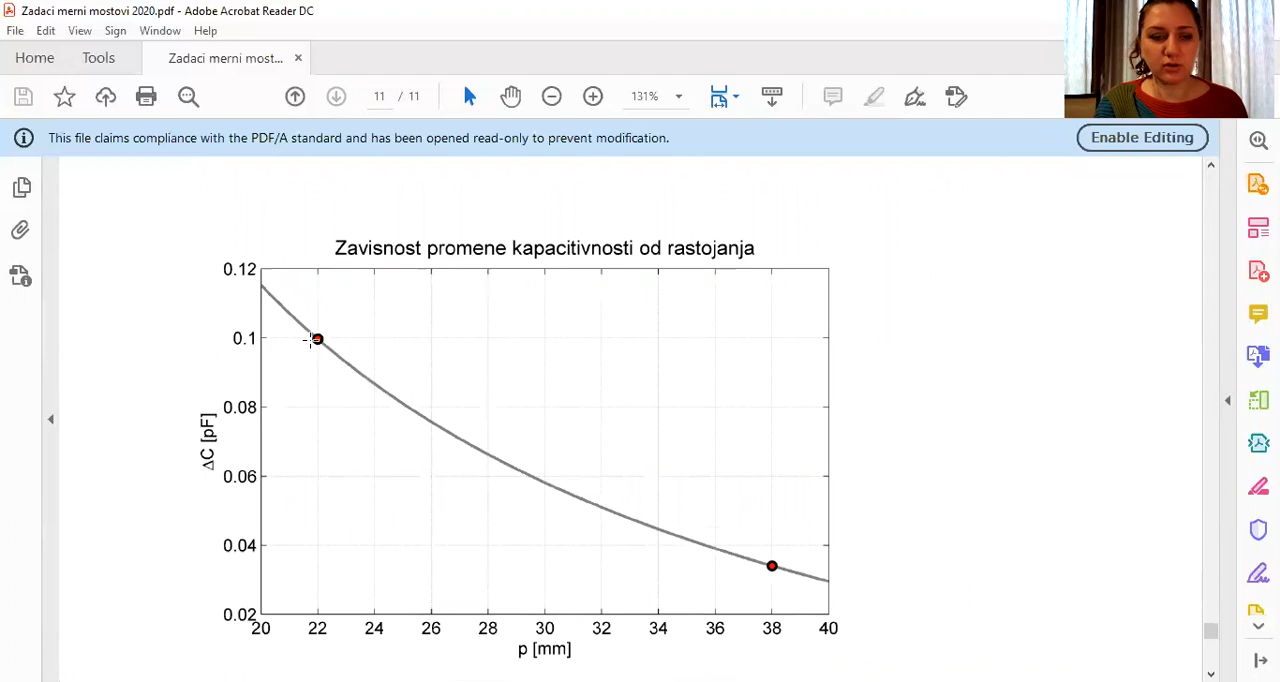 Zadaci merni mostovi 2020.pdf - Adobe Acrobat Reader DC
File Edit View Sign Window Help
Home Tools Zadaci merni most... ×
11 / 11 131%
This file claims compliance with the PDF/A standard and has been opened read-only to prevent modification. Enable Editing
Zavisnost promene kapacitivnosti od rastojanja
0.12
0.1
0.08
0.06
0.04
0.02
ΔC [pF]
20 22 24 26 28 30 32 34 36 38 40
p [mm]